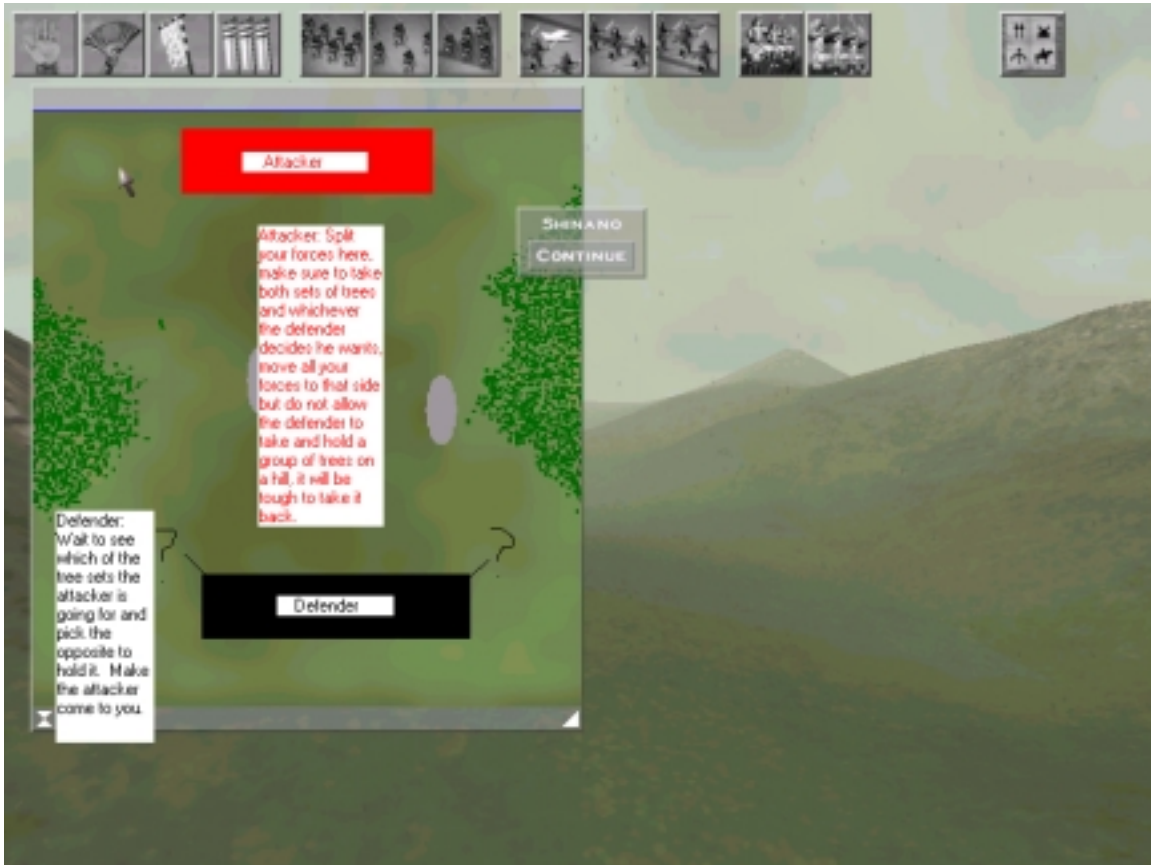 Attacker
SHINANO
CONTINUE
Attacker: Split
your forces here,
make sure to take
both sets of trees
and whichever
the defender
decides he wants,
move all your
forces to that side
but do not allow
the defender to
take and hold a
group of trees on
a hill, it will be
tough to take it
back.
Defender:
Wait to see
which of the
tree sets the
attacker is
going for and
pick the
opposite to
hold it. Make
the attacker
come to you.
?
?
Defender